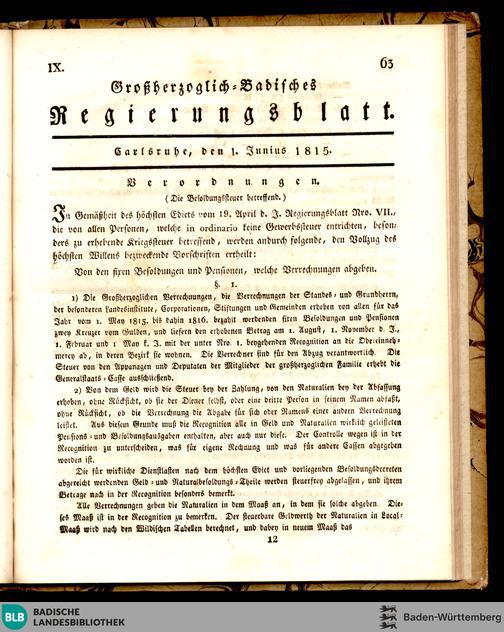 IX.
63
Großherzoglich-Badisches
Regierungsblatt.
Carlsruhe, den 1. Junius 1815.
Verordnungen.
(Die Besoldungssteuer betreffend.)
In Gemäßheit des höchsten Edicts vom 19. April d. J. Regierungsblatt Nro. VII.,
die von allen Personen, welche in ordinario keine Gewerbsteuer entrichten, beson-
ders zu erhebende Kriegssteuer betreffend, werden andurch folgende, den Vollzug des
höchsten Willens bezweckende Vorschriften ertheilt:
Von den fixen Besoldungen und Pensionen, welche Verrechnungen abgeben.
§. 1.
1) Die Großherzoglichen Verrechnungen, die Verrechnungen der Standes- und Grundherrn,
der besonderen Landesinstitute, Corporationen, Stiftungen und Gemeinden erheben von allen für das
Jahr vom 1. May 1815. bis dahin 1816. bezahlt werdenden fixen Besoldungen und Pensionen
zwey Kreuzer vom Gulden, und liefern den erhobenen Betrag am 1. August, 1. November d. J.,
1. Februar und 1. May k. J. mit der unter Nro. 1. beygehenden Recognition an die Obereinneh-
merey ab, in deren Bezirk sie wohnen. Die Verrechner sind für den Abzug verantwortlich. Die
Steuer von den Appanagen und Deputaten der Mitglieder der großherzoglichen Familie erhebt die
Generalstaats-Casse ausschließend.
2) Von dem Geld wird die Steuer bey der Zahlung, von den Naturalien bey der Abfassung
erhoben, ohne Rücksicht, ob sie der Diener selbst, oder eine dritte Person in seinem Namen abfaßt,
ohne Rücksicht, ob die Verrechnung die Abgabe für sich oder Namens einer andern Verrechnung
leistet. Aus diesem Grunde muß die Recognition alle in Geld und Naturalien wirklich geleisteten
Pensions- und Besoldungsausgaben enthalten, aber auch nur diese. Der Controlle wegen ist in der
Recognition zu unterscheiden, was für eigene Rechnung und was für andere Cassen abgegeben
worden ist.
Die für wirkliche Dienstlasten nach dem höchsten Edict und vorliegenden Besoldungsdecreten
abgereicht werdenden Geld- und Naturalbesoldungs-Theile werden steuerfrey abgelassen, und ihrem
Betrage nach in der Recognition besonders bemerkt.
Alle Verrechnungen geben die Naturalien in dem Maaß an, in dem sie solche abgeben. Die-
ses Maaß ist in der Recognition zu bemerken. Der steuerbare Geldwerth der Naturalien in Local-
Maaß wird nach den Wildischen Tabellen berechnet, und dabey in neuem Maaß das
12
BLB
BADISCHE
LANDESBIBLIOTHEK
Baden-Württemberg